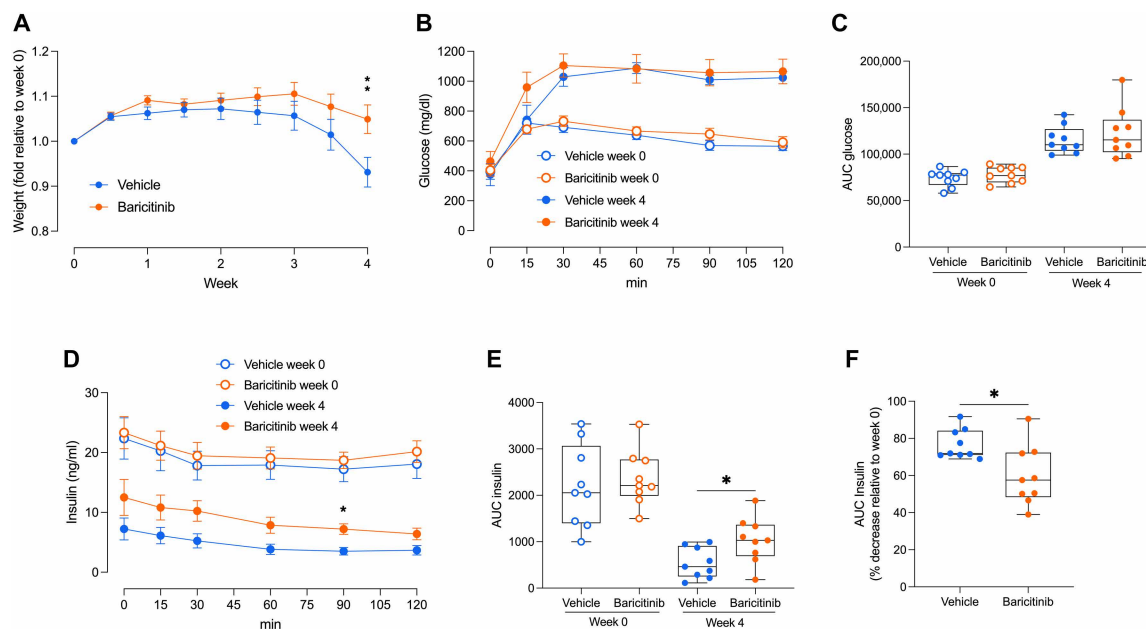 A
Weight (fold relative to week 0)
1.2
1.1
1.0
0.9
0.8
*
*
Vehicle
Baricitinib
0 1 2 3 4
Week
B
Glucose (mg/dl)
1200
1000
800
600
400
200
0
Vehicle week 0
Baricitinib week 0
Vehicle week 4
Baricitinib week 4
0 15 30 45 60 75 90 105 120
min
C
AUC glucose
200,000
150,000
100,000
50,000
0
Vehicle Baricitinib Vehicle Baricitinib
Week 0 Week 4
D
Vehicle week 0
Baricitinib week 0
Vehicle week 4
Baricitinib week 4
Insulin (ng/ml)
30
20
10
0
*
0 15 30 45 60 75 90 105 120
min
E
AUC insulin
4000
3000
2000
1000
0
*
Vehicle Baricitinib Vehicle Baricitinib
Week 0 Week 4
F
AUC Insulin
(% decrease relative to week 0)
100
80
60
40
20
0
*
Vehicle Baricitinib